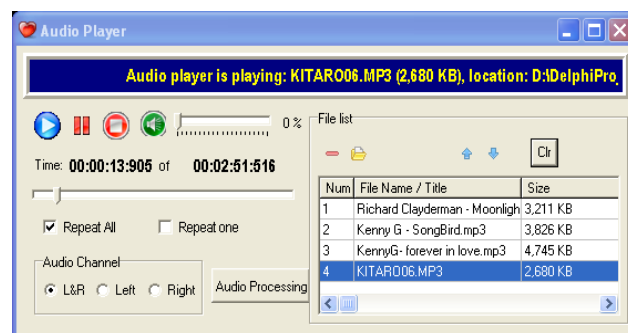 Audio Player
Audio player is playing: KITARO06.MP3 (2,680 KB), location: D:\DelphiPro
0 %
Time: 00:00:13:905 of 00:02:51:516
Repeat All Repeat one
Audio Channel
L&R Left Right
Audio Processing
File list
Clr
Num File Name / Title Size
1 Richard Clayderman - Moonligh 3,211 KB
2 Kenny G - SongBird.mp3 3,826 KB
3 KennyG- forever in love.mp3 4,745 KB
4 KITARO06.MP3 2,680 KB